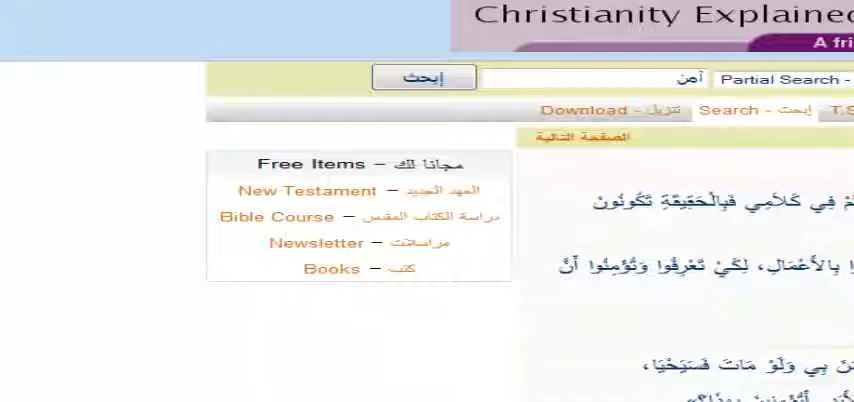 Christianity Explained
A fri
إبحث
آمن
Partial Search -
Download - تنزيل
Search - إبحث
T.S
الصفحة التالية
Free Items – مجانا لك
New Testament – العهد الجديد
Bible Course – دراسة الكتاب المقدس
Newsletter – مراسلات
Books – كتب
فِي كَلاَمِي فَبِالْحَقِيقَةِ تَكُونُونَ
بِالأَعْمَالِ، لِكَيْ تَعْرِفُوا وَتُؤْمِنُوا أَنَّ
بِي وَلَوْ مَاتَ فَسَيَحْيَا،